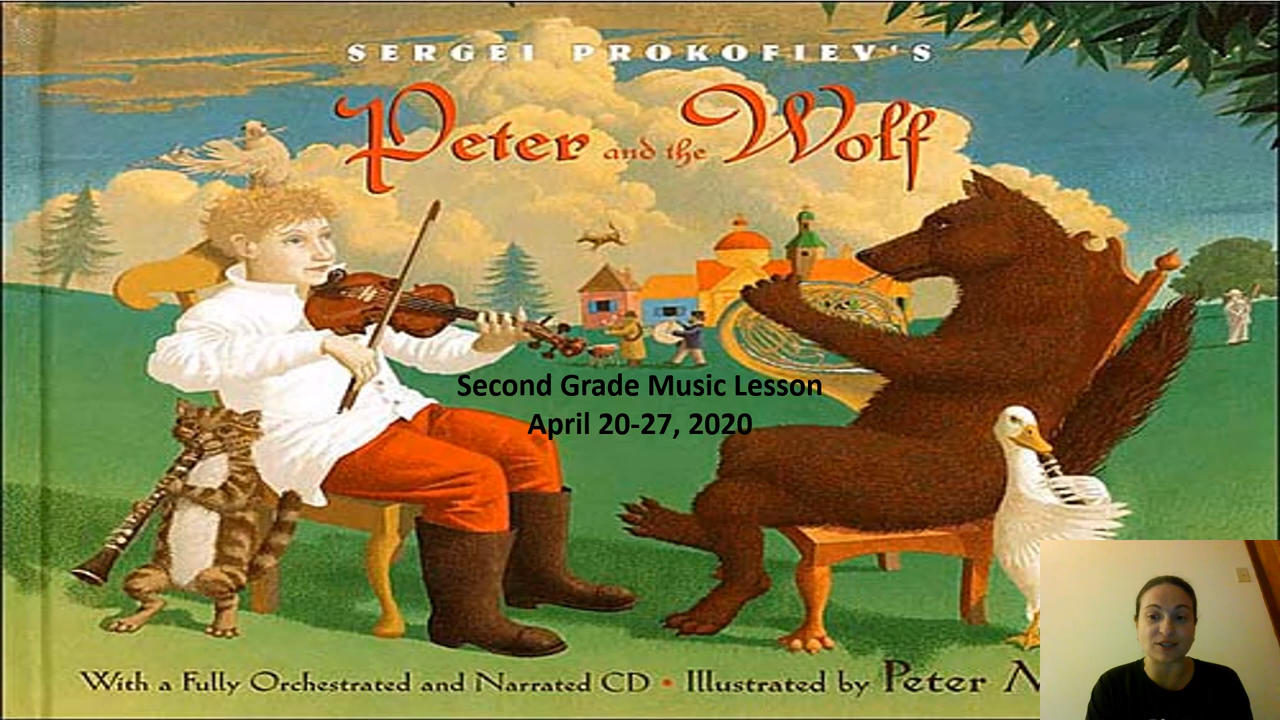 SERGEI PROKOFIEV'S
Peter and the Wolf
Second Grade Music Lesson
April 20-27, 2020
With a Fully Orchestrated and Narrated CD • Illustrated by Peter